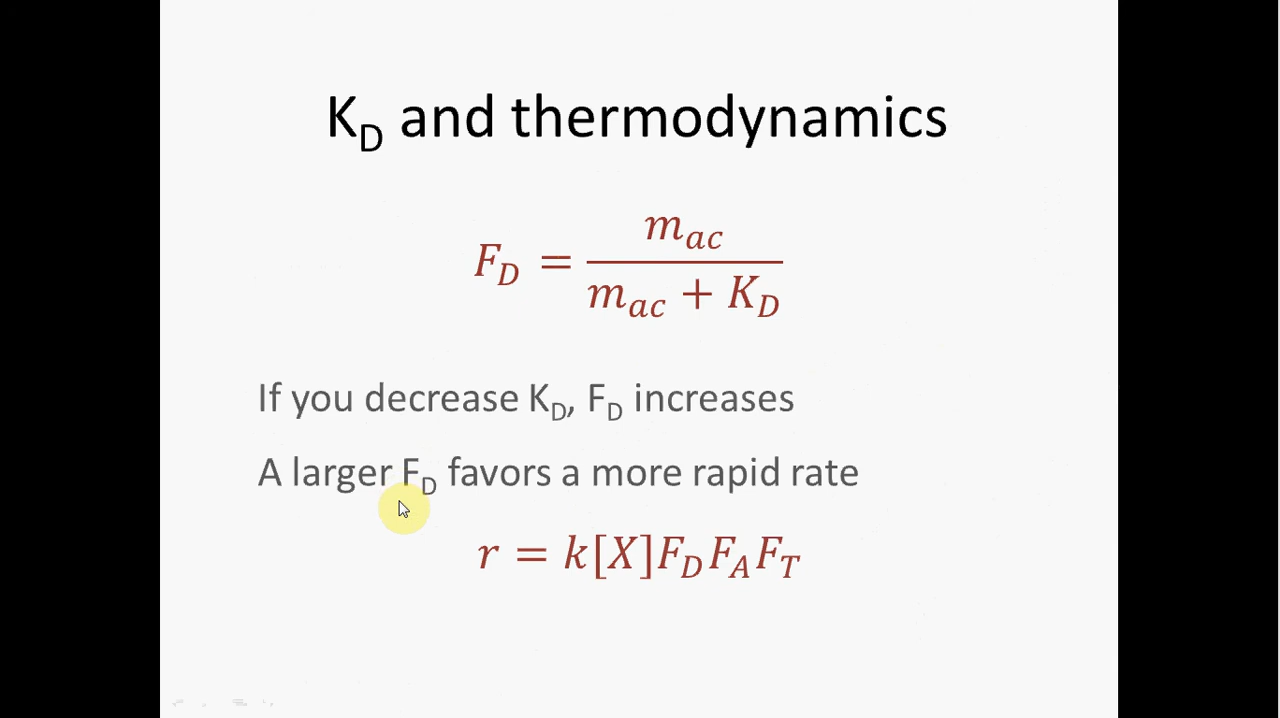 K_D and thermodynamics
F_D = m_ac / (m_ac + K_D)
If you decrease K_D, F_D increases
A larger F_D favors a more rapid rate
r = k[X]F_D F_A F_T